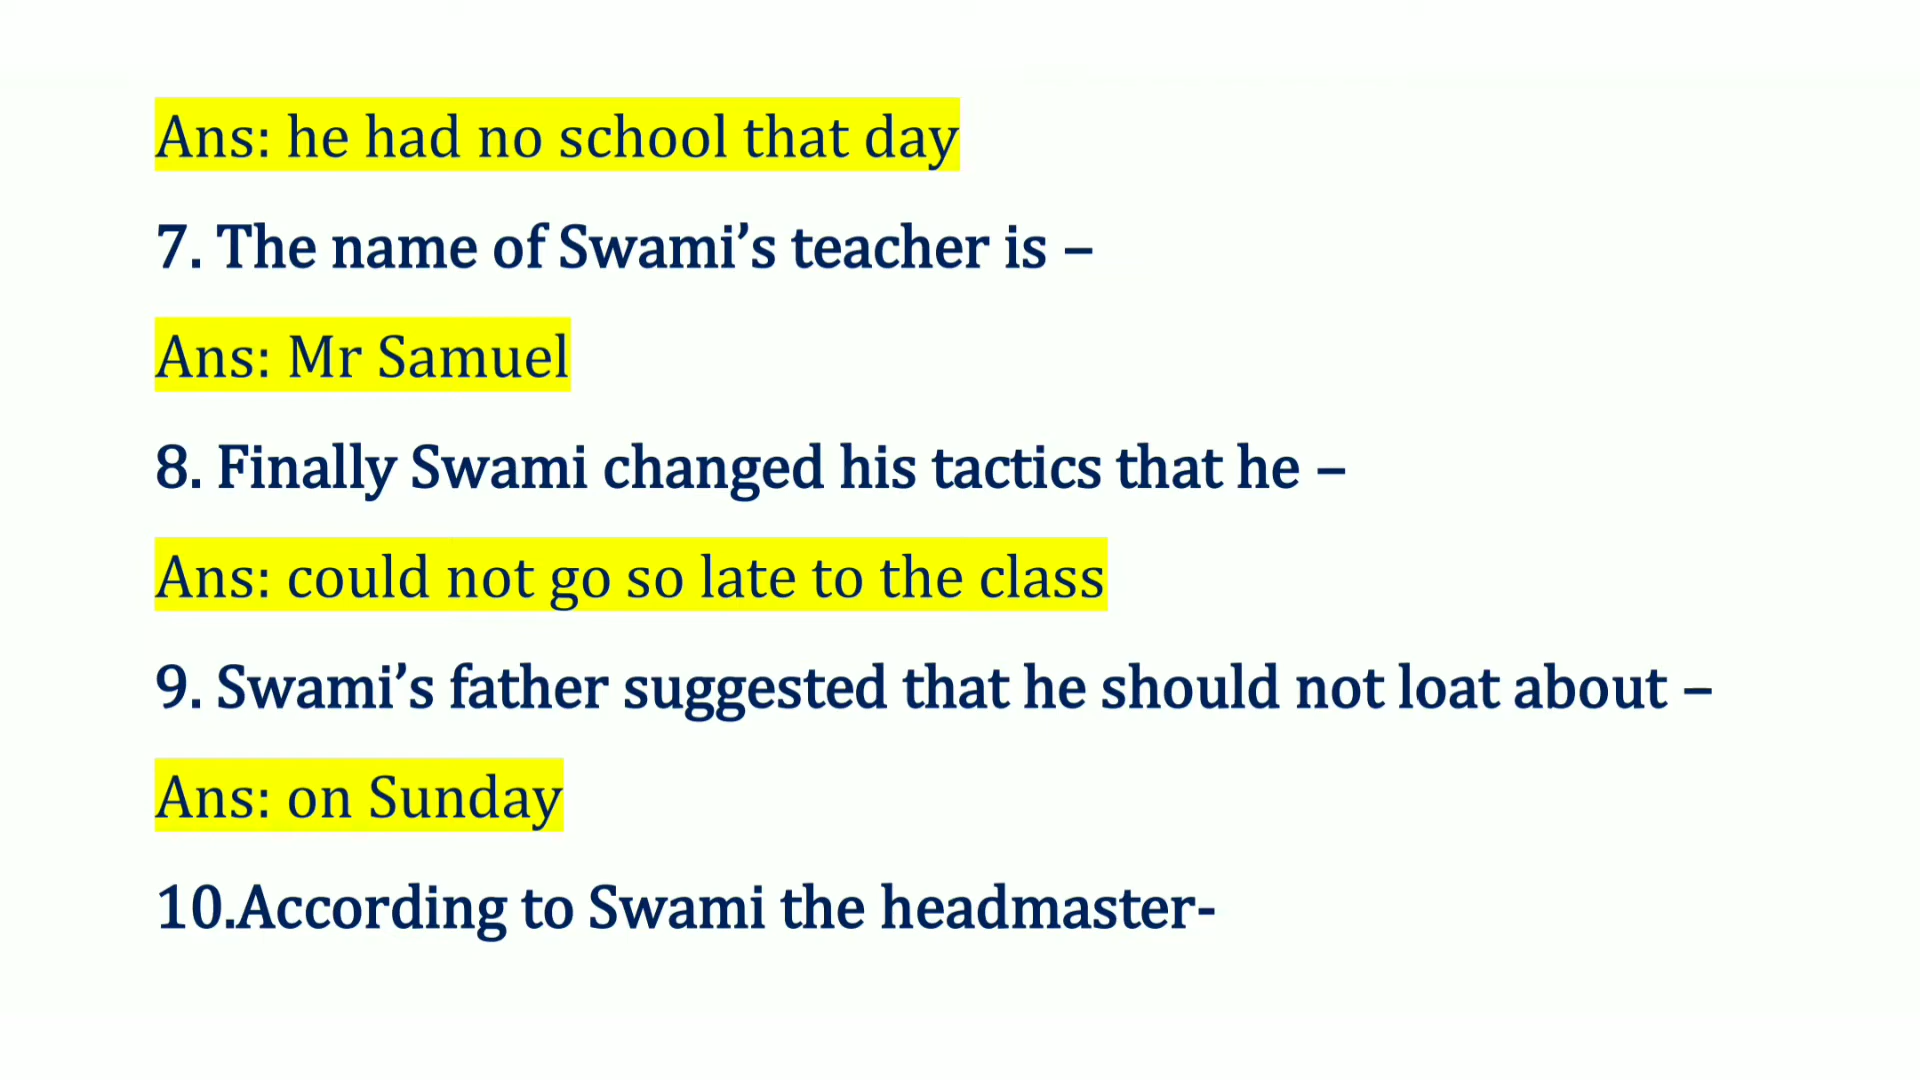 Ans: he had no school that day
7. The name of Swami’s teacher is –
Ans: Mr Samuel
8. Finally Swami changed his tactics that he –
Ans: could not go so late to the class
9. Swami’s father suggested that he should not loat about –
Ans: on Sunday
10.According to Swami the headmaster-